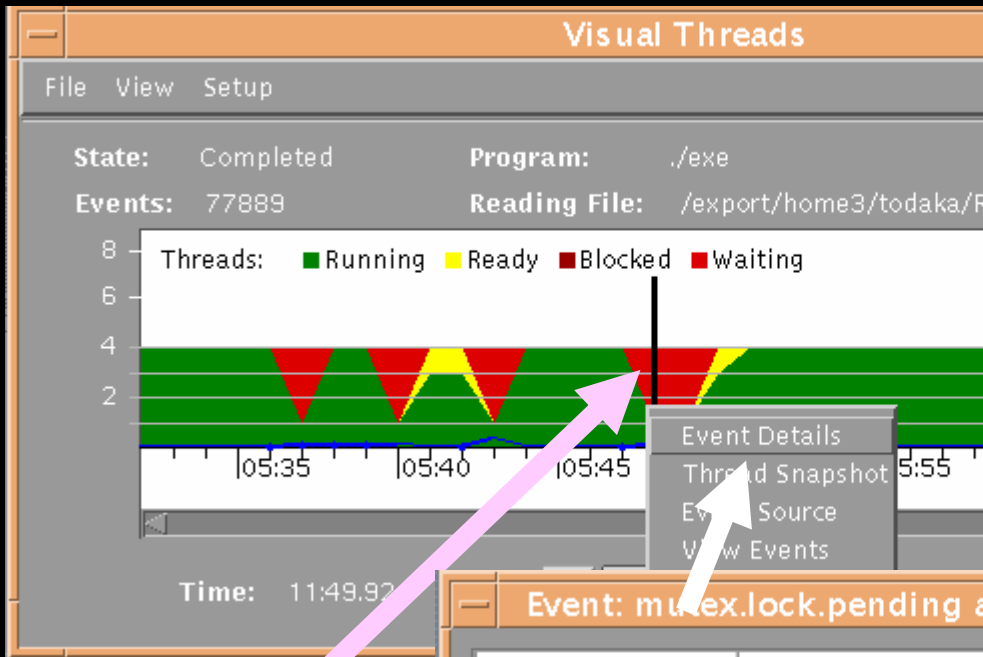 Visual Threads
File View Setup
State: Completed Program: ./exe
Events: 77889 Reading File: /export/home3/todaka/
8
Threads: Running Ready Blocked Waiting
6
4
2
05:35 05:40 05:45 5:55
Event Details
Thread Snapshot
Source
View Events
Time: 11:49.92
Event: mutex.lock.pending